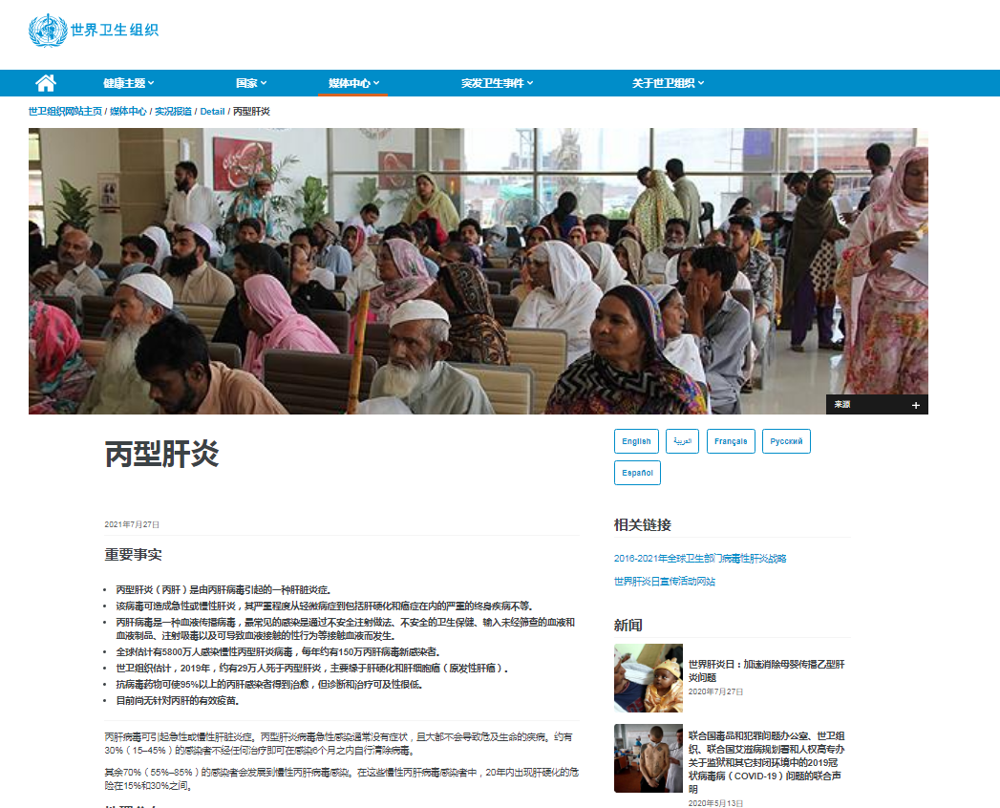 世界卫生组织
健康主题
国家
媒体中心
突发卫生事件
关于世卫组织
世卫组织网站主页 / 媒体中心 / 实况报道 / Detail / 丙型肝炎
来源 +
丙型肝炎
2021年7月27日
重要事实
• 丙型肝炎（丙肝）是由丙肝病毒引起的一种肝脏炎症。
• 该病毒可造成急性或慢性肝炎，其严重程度从轻微病症到包括肝硬化和癌症在内的严重的终身疾病不等。
• 丙肝病毒是一种血液传播病毒，最常见的感染是通过不安全注射做法、不安全的卫生保健、输入未经筛查的血液和
血液制品、注射吸毒以及可导致血液接触的性行为等接触血液而发生。
• 全球估计有5800万人感染慢性丙型肝炎病毒，每年约有150万丙肝病毒新感染者。
• 世卫组织估计，2019年，约有29万人死于丙型肝炎，主要缘于肝硬化和肝细胞癌（原发性肝癌）。
• 抗病毒药物可使95%以上的丙肝感染者得到治愈，但诊断和治疗可及性很低。
• 目前尚无针对丙肝的有效疫苗。
丙肝病毒可引起急性或慢性肝脏炎症。丙型肝炎病毒急性感染通常没有症状，且大都不会导致危及生命的疾病。约有
30%（15–45%）的感染者不经任何治疗即可在感染6个月之内自行清除病毒。
其余70%（55%–85%）的感染者会发展到慢性丙肝病毒感染。在这些慢性丙肝病毒感染者中，20年内出现肝硬化的危
险在15%和30%之间。
English
العربية
Français
Русский
Español
相关链接
2016-2021年全球卫生部门病毒性肝炎战略
世界肝炎日宣传活动网站
新闻
世界肝炎日：加速消除母婴传播乙型肝
炎问题
2020年7月27日
联合国毒品和犯罪问题办公室、世卫组
织、联合国艾滋病规划署和人权高专办
关于监狱和其它封闭环境中的2019冠
状病毒病（COVID-19）问题的联合声
明
2020年5月13日